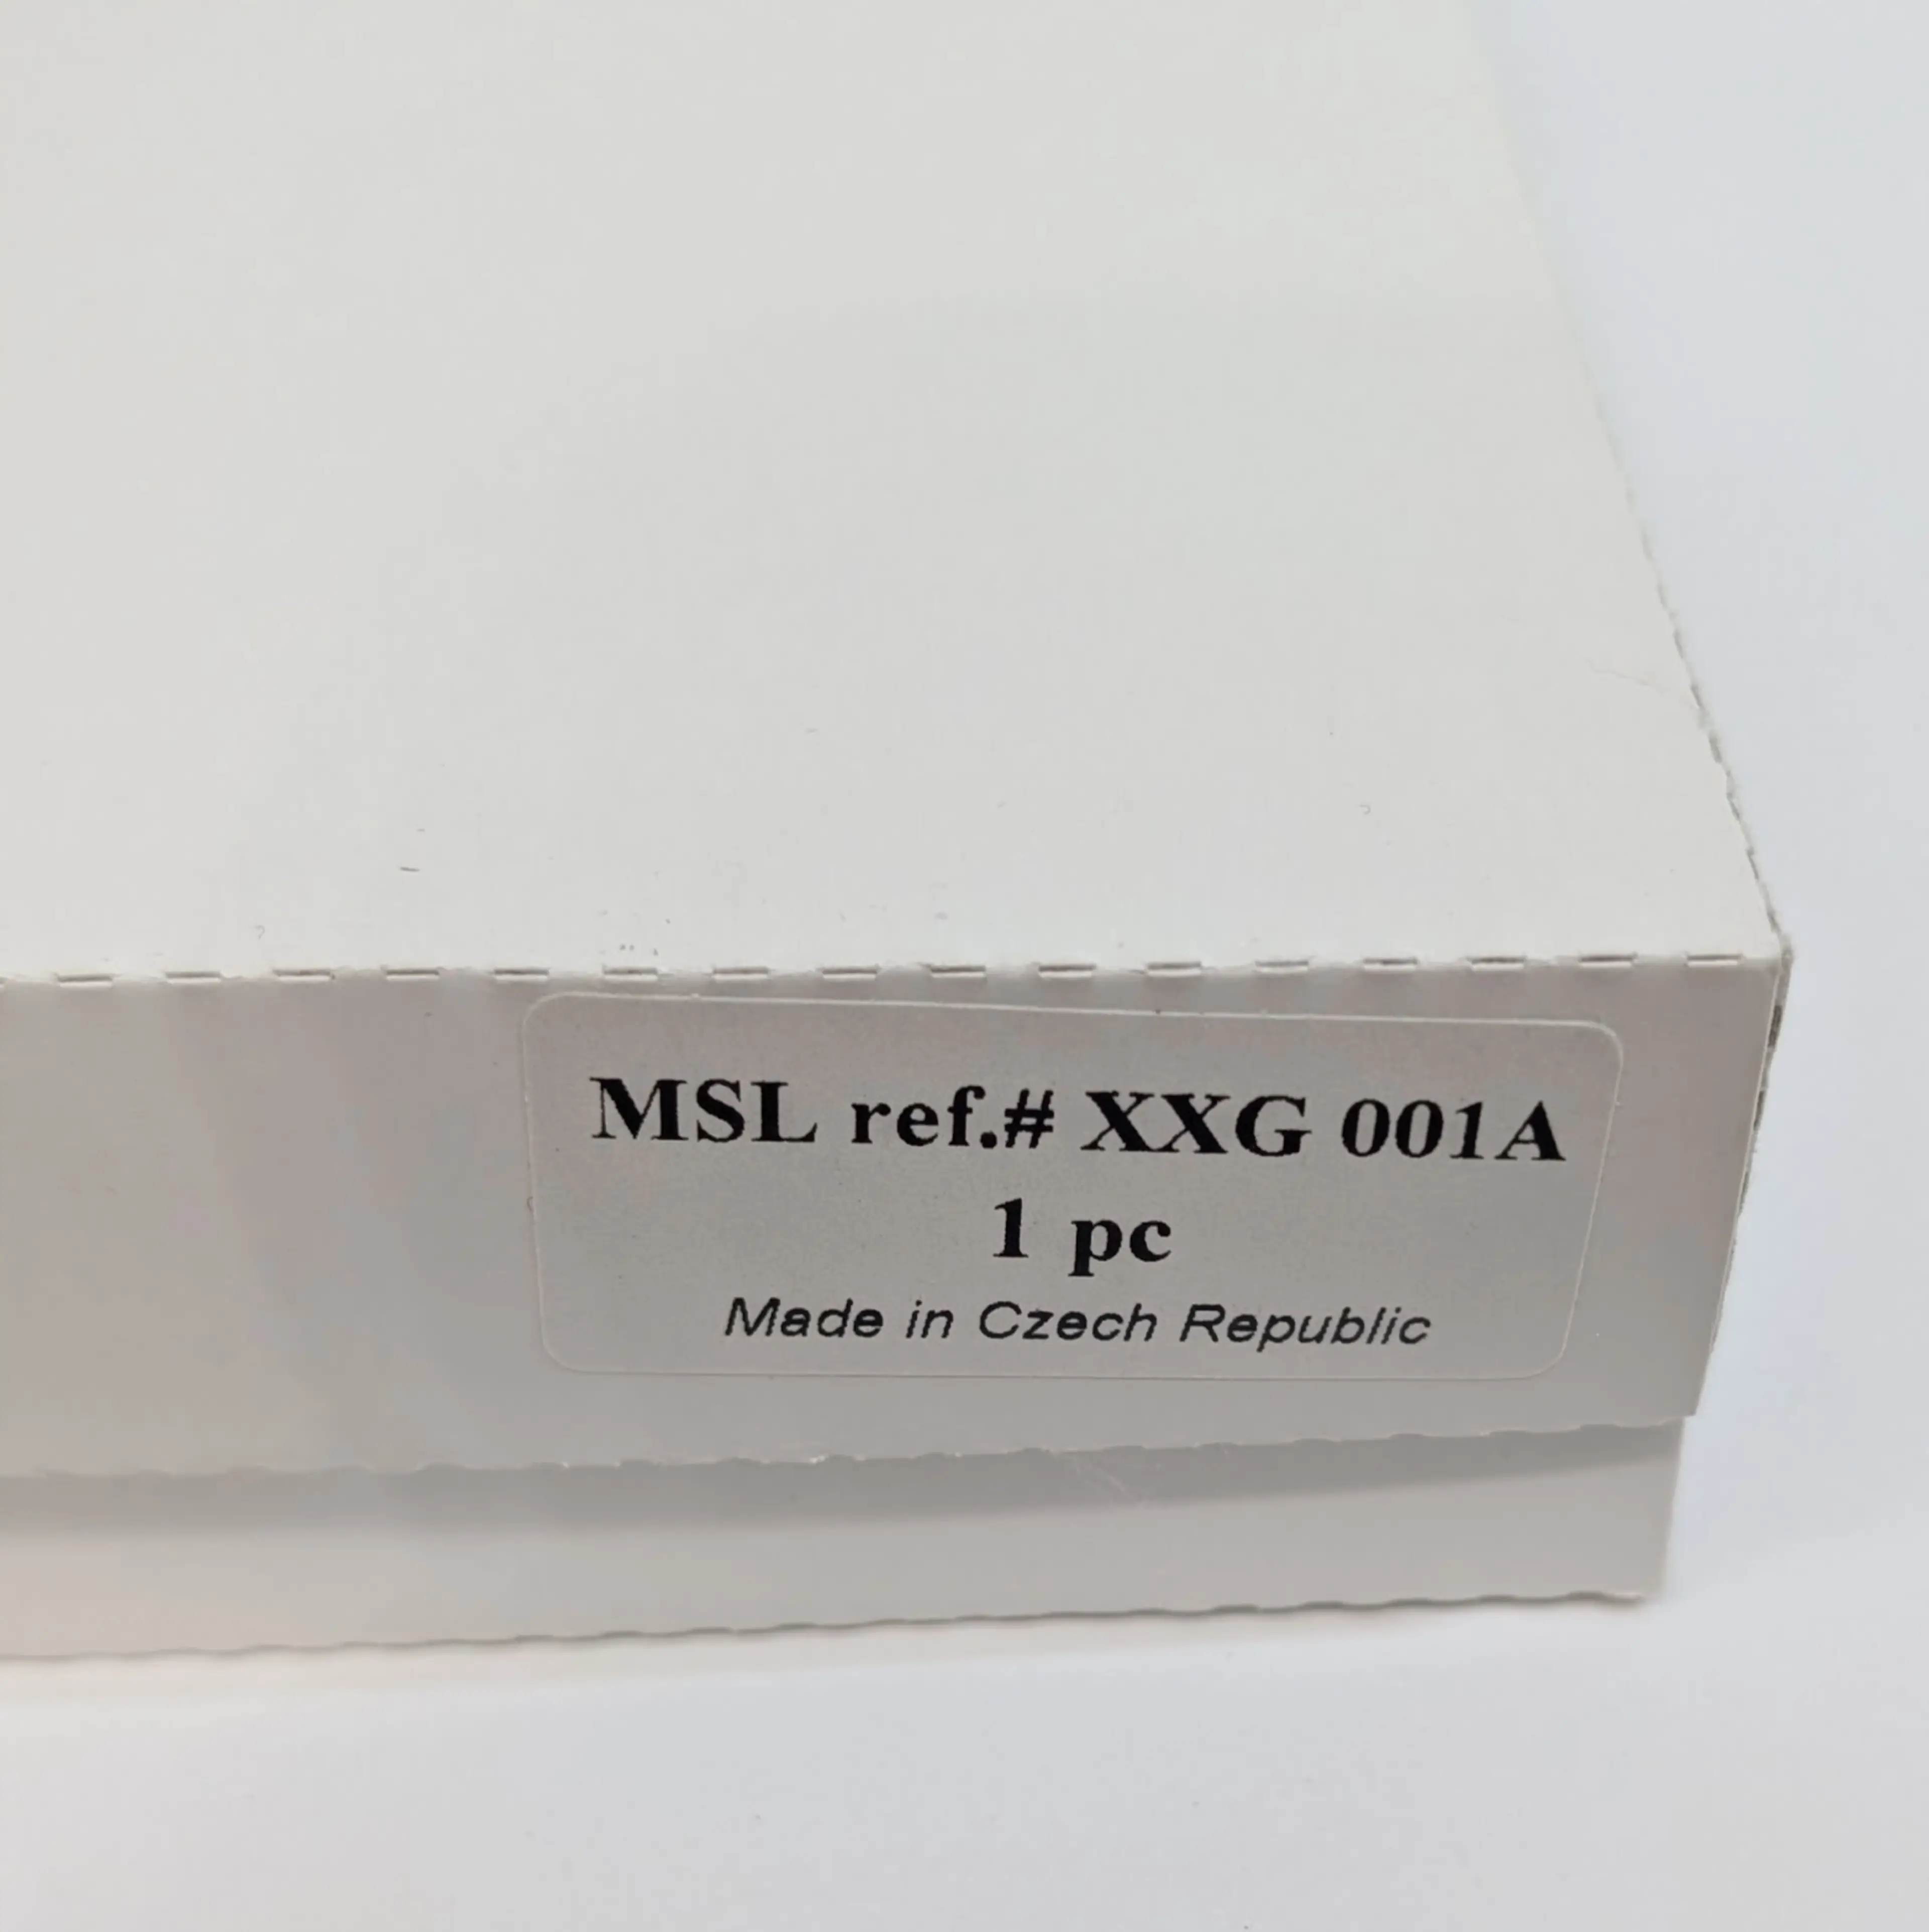 MSL ref.# XXG 001A
1 pc
Made in Czech Republic